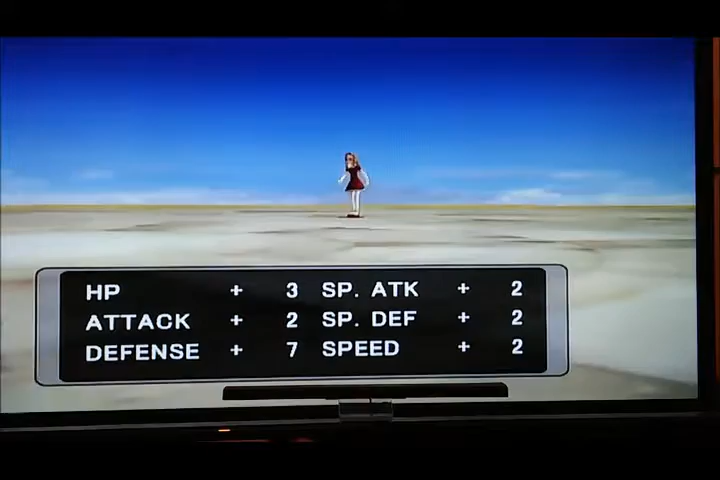 HP + 3 SP. ATK + 2
ATTACK + 2 SP. DEF + 2
DEFENSE + 7 SPEED + 2